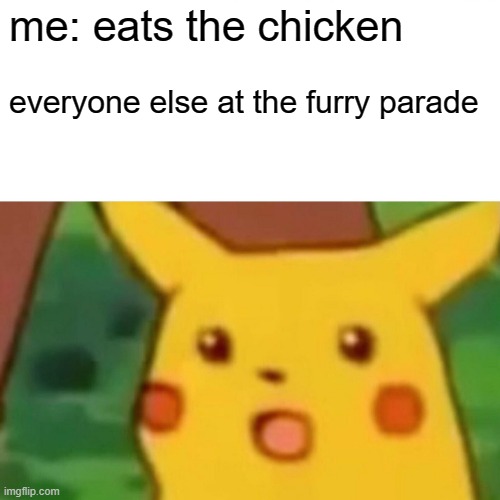 me: eats the chicken
everyone else at the furry parade
imgflip.com